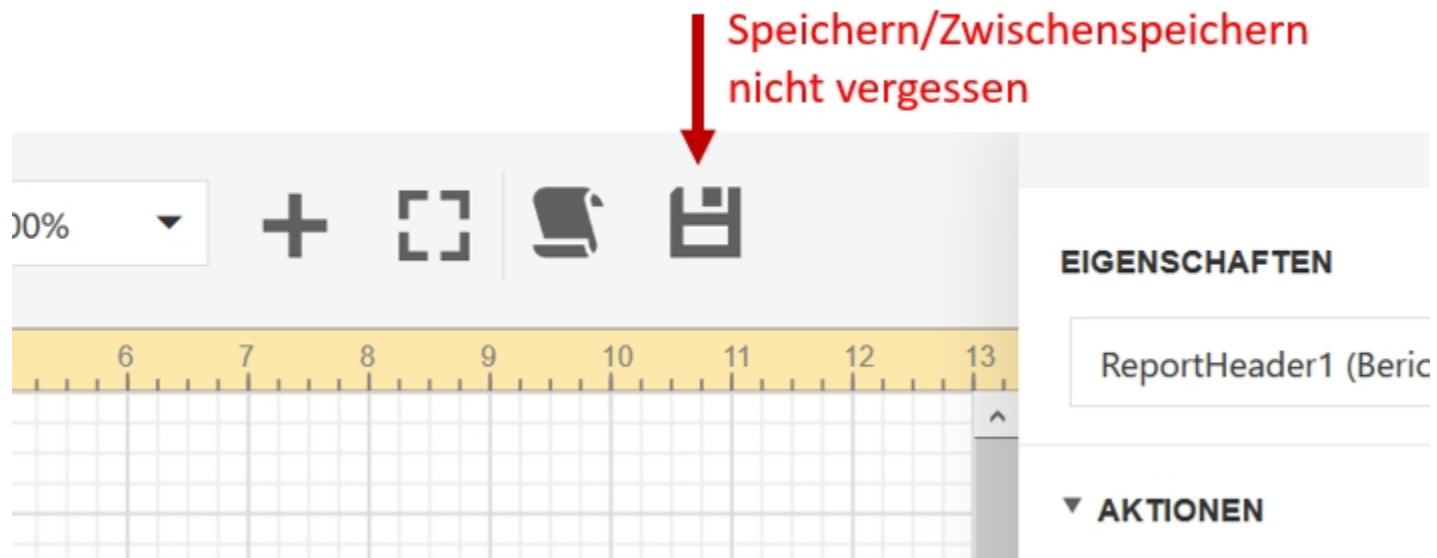 Speichern/Zwischenspeichern
nicht vergessen
00%
EIGENSCHAFTEN
6 7 8 9 10 11 12 13
ReportHeader1 (Beric
AKTIONEN